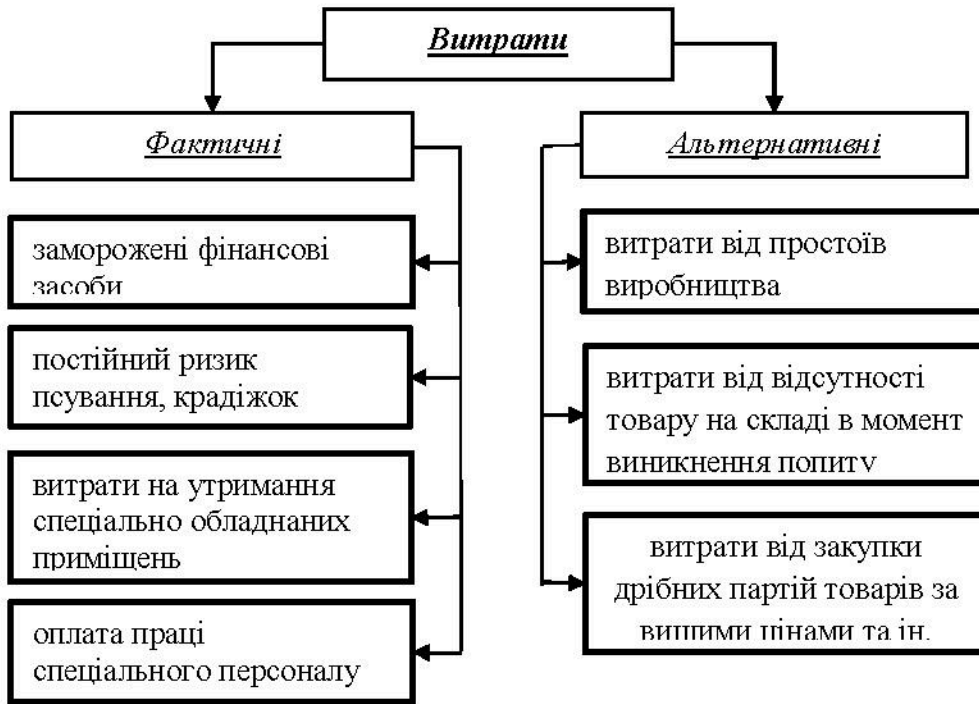 Витрати
Фактичні
заморожені фінансові
засоби
постійний ризик
псування, крадіжок
витрати на утримання
спеціально обладнаних
приміщень
оплата праці
спеціального персоналу
Альтернативні
витрати від простоїв
виробництва
витрати від відсутності
товару на складі в момент
виникнення попиту
витрати від закупки
дрібних партій товарів за
вищими цінами та ін.